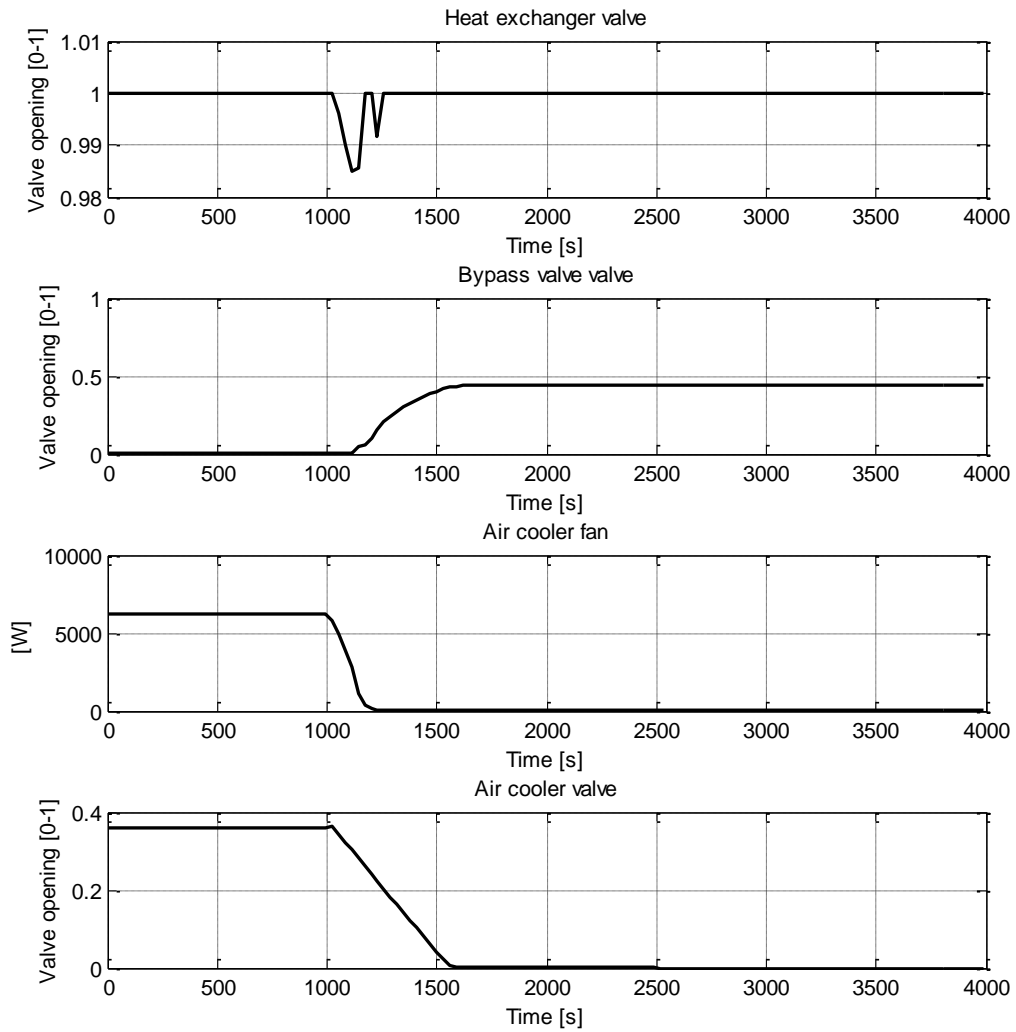 Heat exchanger valve
Valve opening [0-1]
1.01
1
0.99
0.98
0 500 1000 1500 2000 2500 3000 3500 4000
Time [s]
Bypass valve valve
Valve opening [0-1]
1
0.5
0
0 500 1000 1500 2000 2500 3000 3500 4000
Time [s]
Air cooler fan
[W]
10000
5000
0
0 500 1000 1500 2000 2500 3000 3500 4000
Time [s]
Air cooler valve
Valve opening [0-1]
0.4
0.2
0
0 500 1000 1500 2000 2500 3000 3500 4000
Time [s]